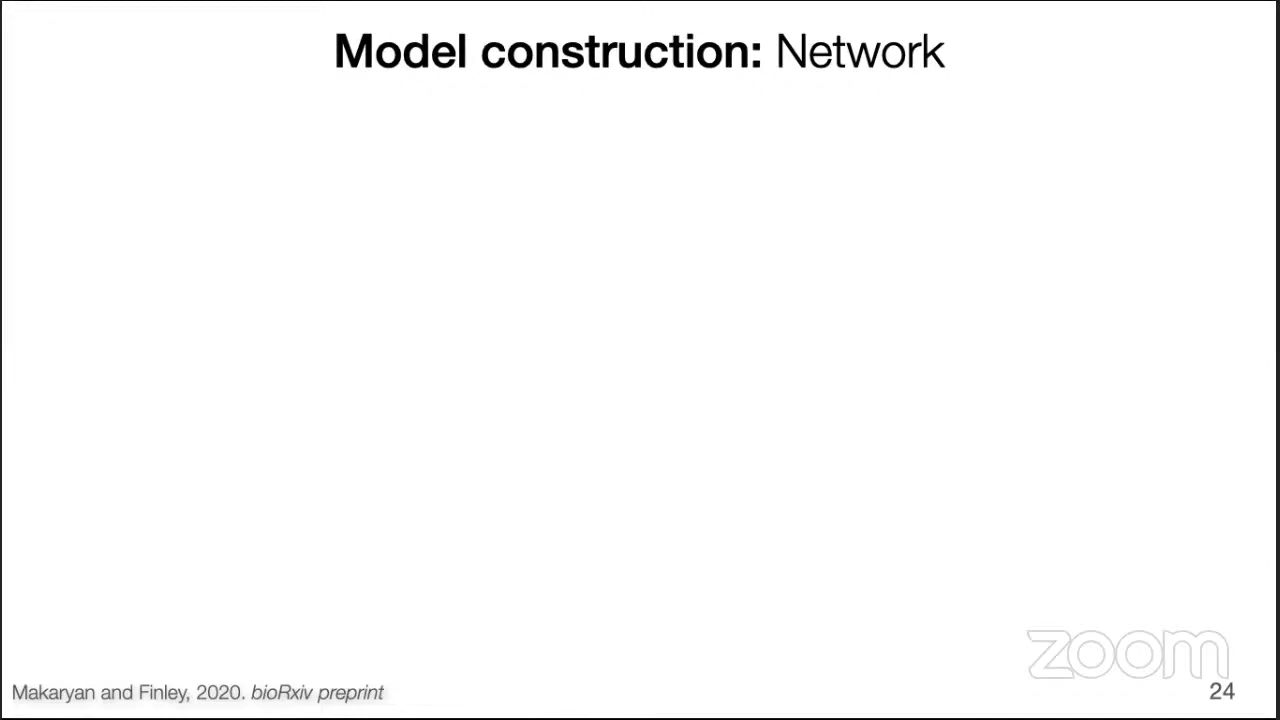 Model construction: Network
zoom
Makaryan and Finley, 2020. bioRxiv preprint
24